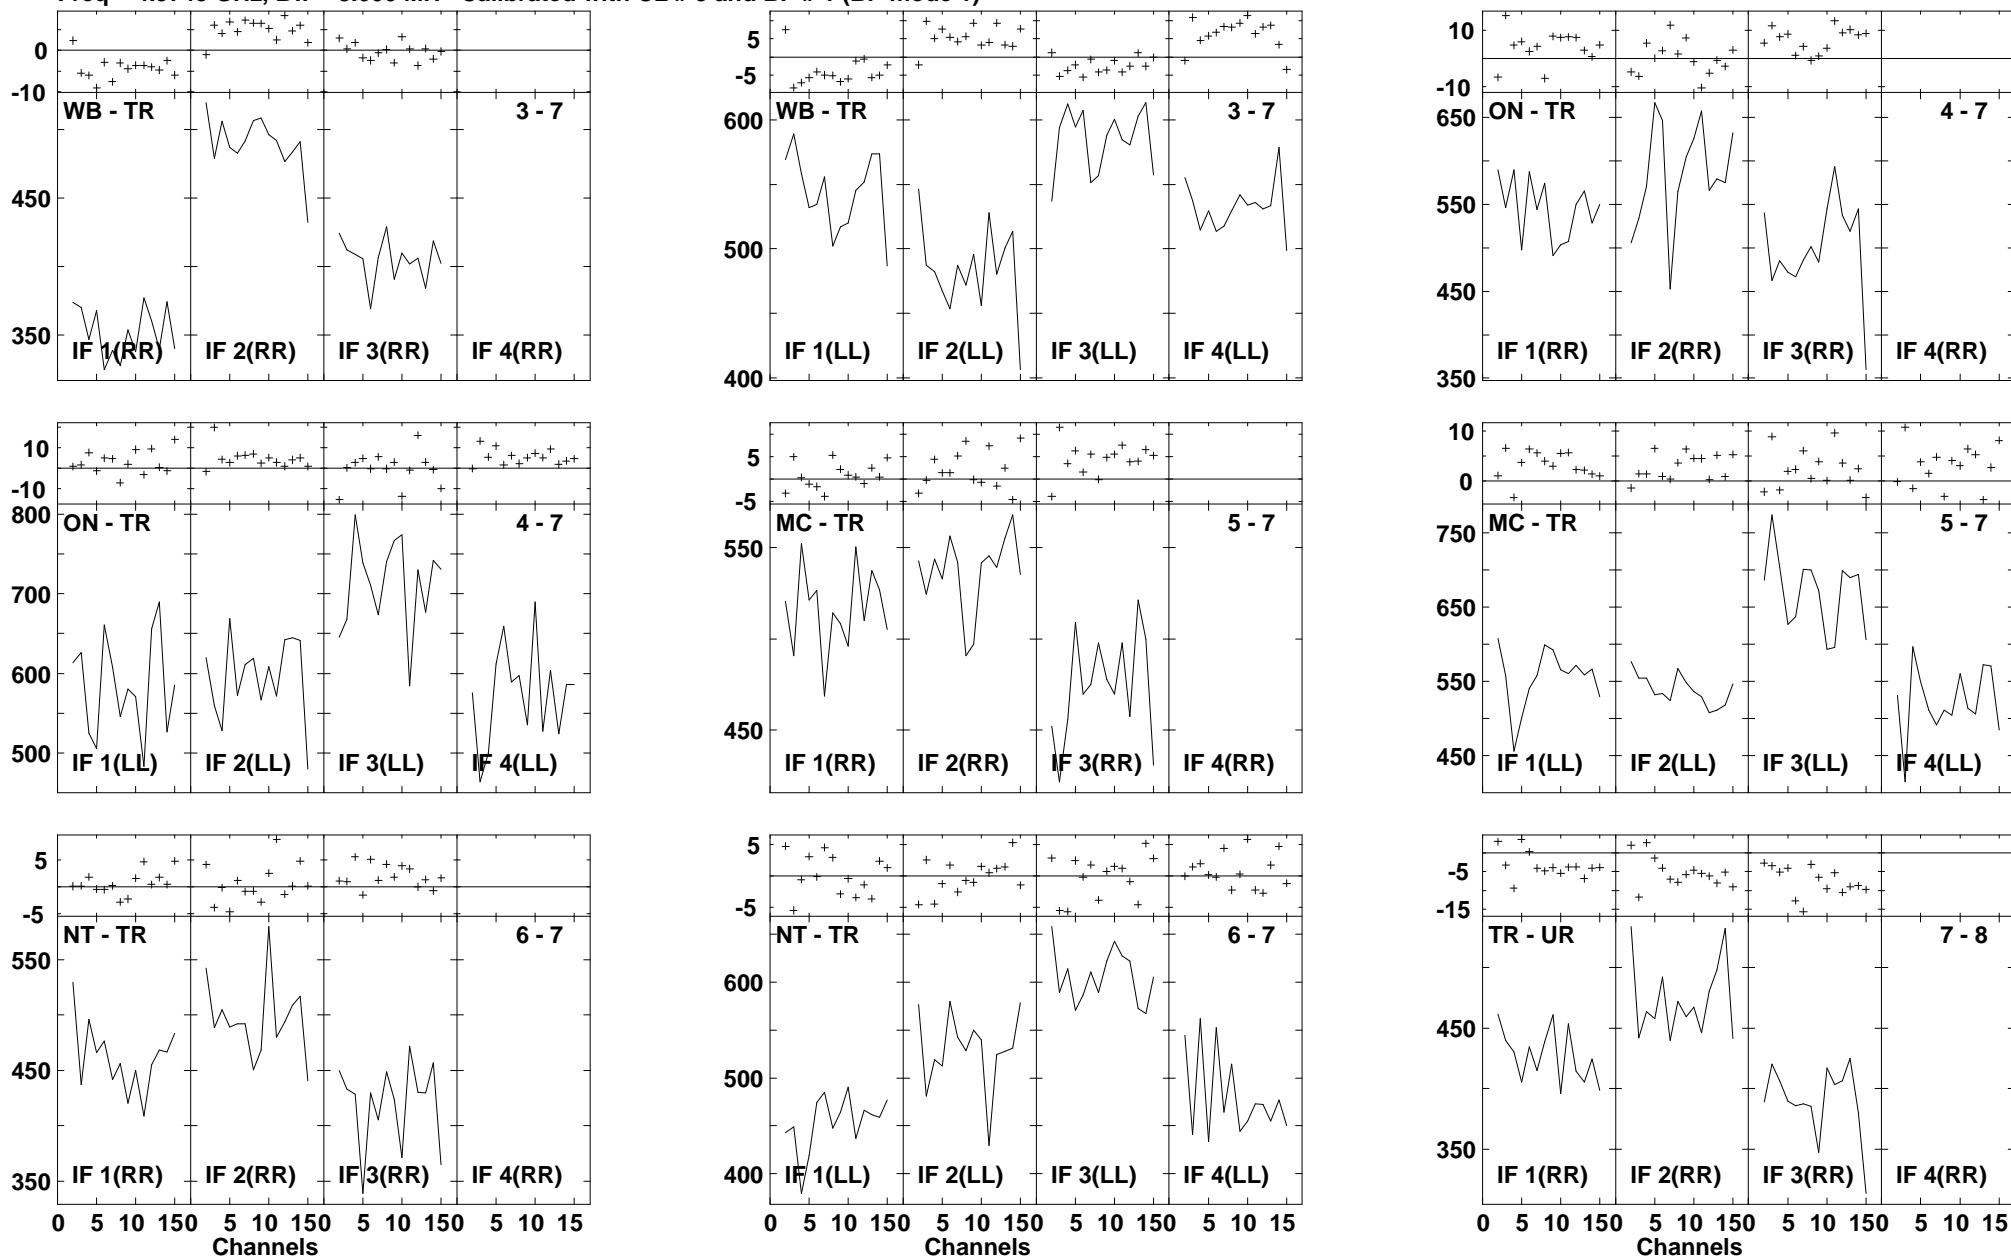 0
-10
WB - TR 3 - 7
450
350
IF 1(RR) IF 2(RR) IF 3(RR) IF 4(RR)
5
-5
WB - TR 3 - 7
600
500
400
IF 1(LL) IF 2(LL) IF 3(LL) IF 4(LL)
10
-10
ON - TR 4 - 7
650
550
450
350
IF 1(RR) IF 2(RR) IF 3(RR) IF 4(RR)
10
-10
ON - TR 4 - 7
800
700
600
500
IF 1(LL) IF 2(LL) IF 3(LL) IF 4(LL)
5
-5
MC - TR 5 - 7
550
450
IF 1(RR) IF 2(RR) IF 3(RR) IF 4(RR)
10
0
MC - TR 5 - 7
750
650
550
450
IF 1(LL) IF 2(LL) IF 3(LL) IF 4(LL)
5
-5
NT - TR 6 - 7
550
450
350
IF 1(RR) IF 2(RR) IF 3(RR) IF 4(RR)
0 5 10 150 5 10 150 5 10 150 5 10 15
Channels
5
-5
NT - TR 6 - 7
600
500
400
IF 1(LL) IF 2(LL) IF 3(LL) IF 4(LL)
0 5 10 150 5 10 150 5 10 150 5 10 15
Channels
-5
-15
TR - UR 7 - 8
450
350
IF 1(RR) IF 2(RR) IF 3(RR) IF 4(RR)
0 5 10 150 5 10 150 5 10 150 5 10 15
Channels